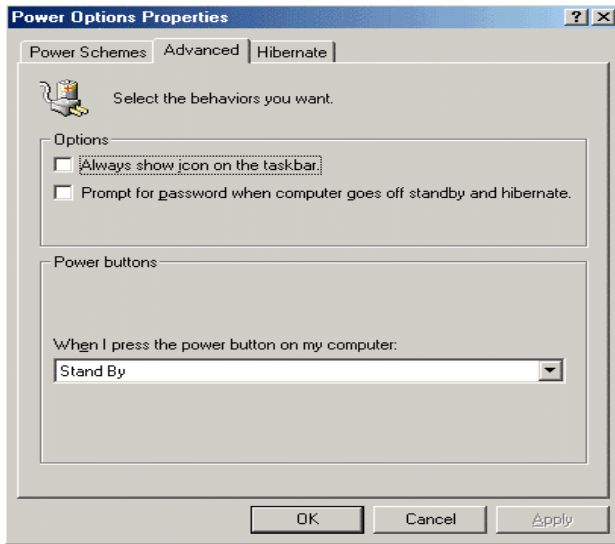 Power Options Properties
Power Schemes
Advanced
Hibernate
Select the behaviors you want.
Options
Always show icon on the taskbar.
Prompt for password when computer goes off standby and hibernate.
Power buttons
When I press the power button on my computer:
Stand By
OK
Cancel
Apply